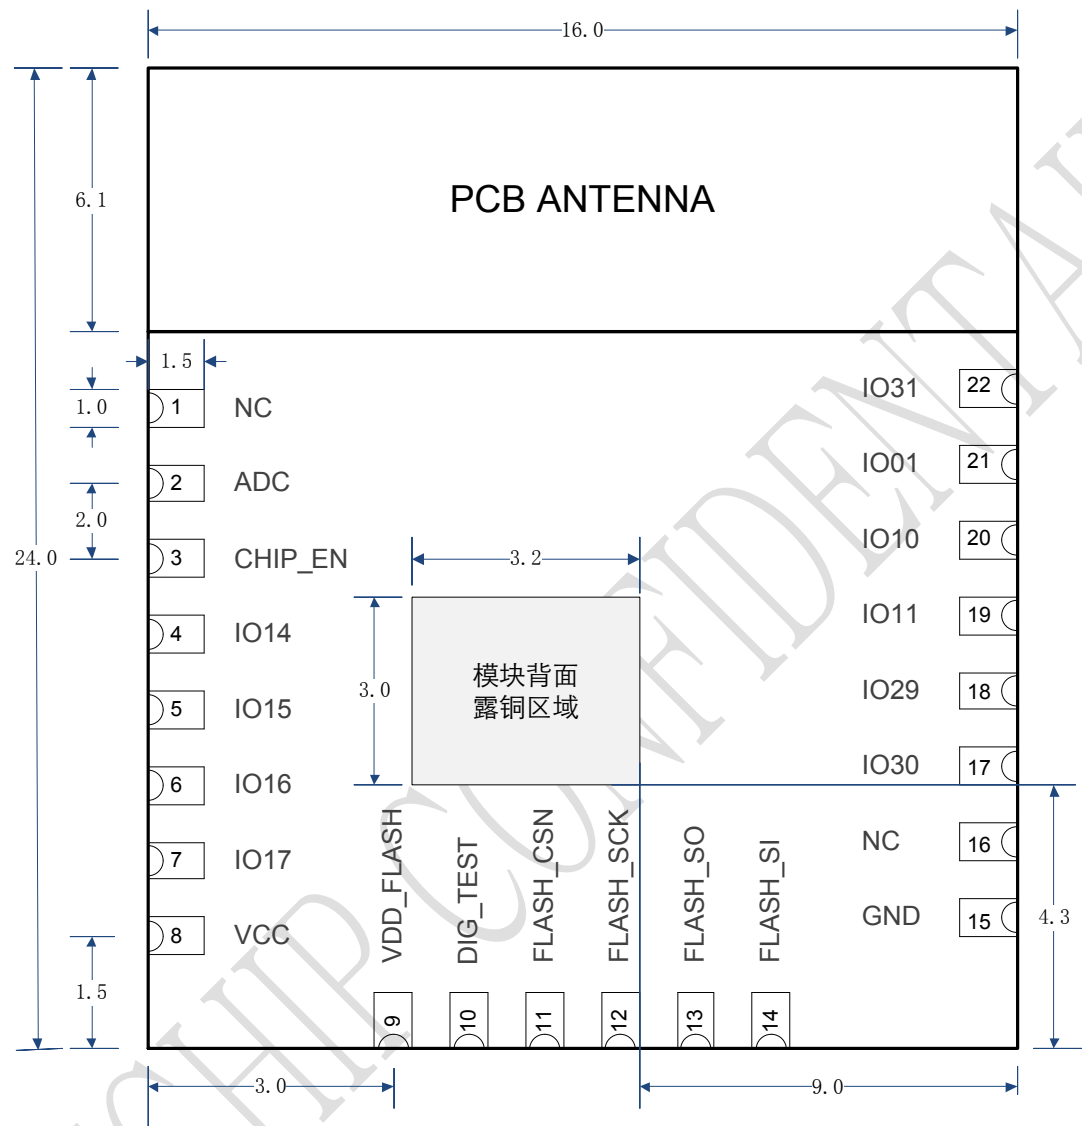 16.0
PCB ANTENNA
6.1
24.0
1.5
1.0
2.0
1 NC
2 ADC
3 CHIP_EN
4 IO14
5 IO15
6 IO16
7 IO17
8 VCC
1.5
IO31 22
IO01 21
IO10 20
IO11 19
IO29 18
IO30 17
NC 16
GND 15
3.2
3.0
模块背面
露铜区域
VDD_FLASH
DIG_TEST
FLASH_CSN
FLASH_SCK
FLASH_SO
FLASH_SI
9
10
11
12
13
14
4.3
3.0
9.0
CHIP CONFIDENTAL